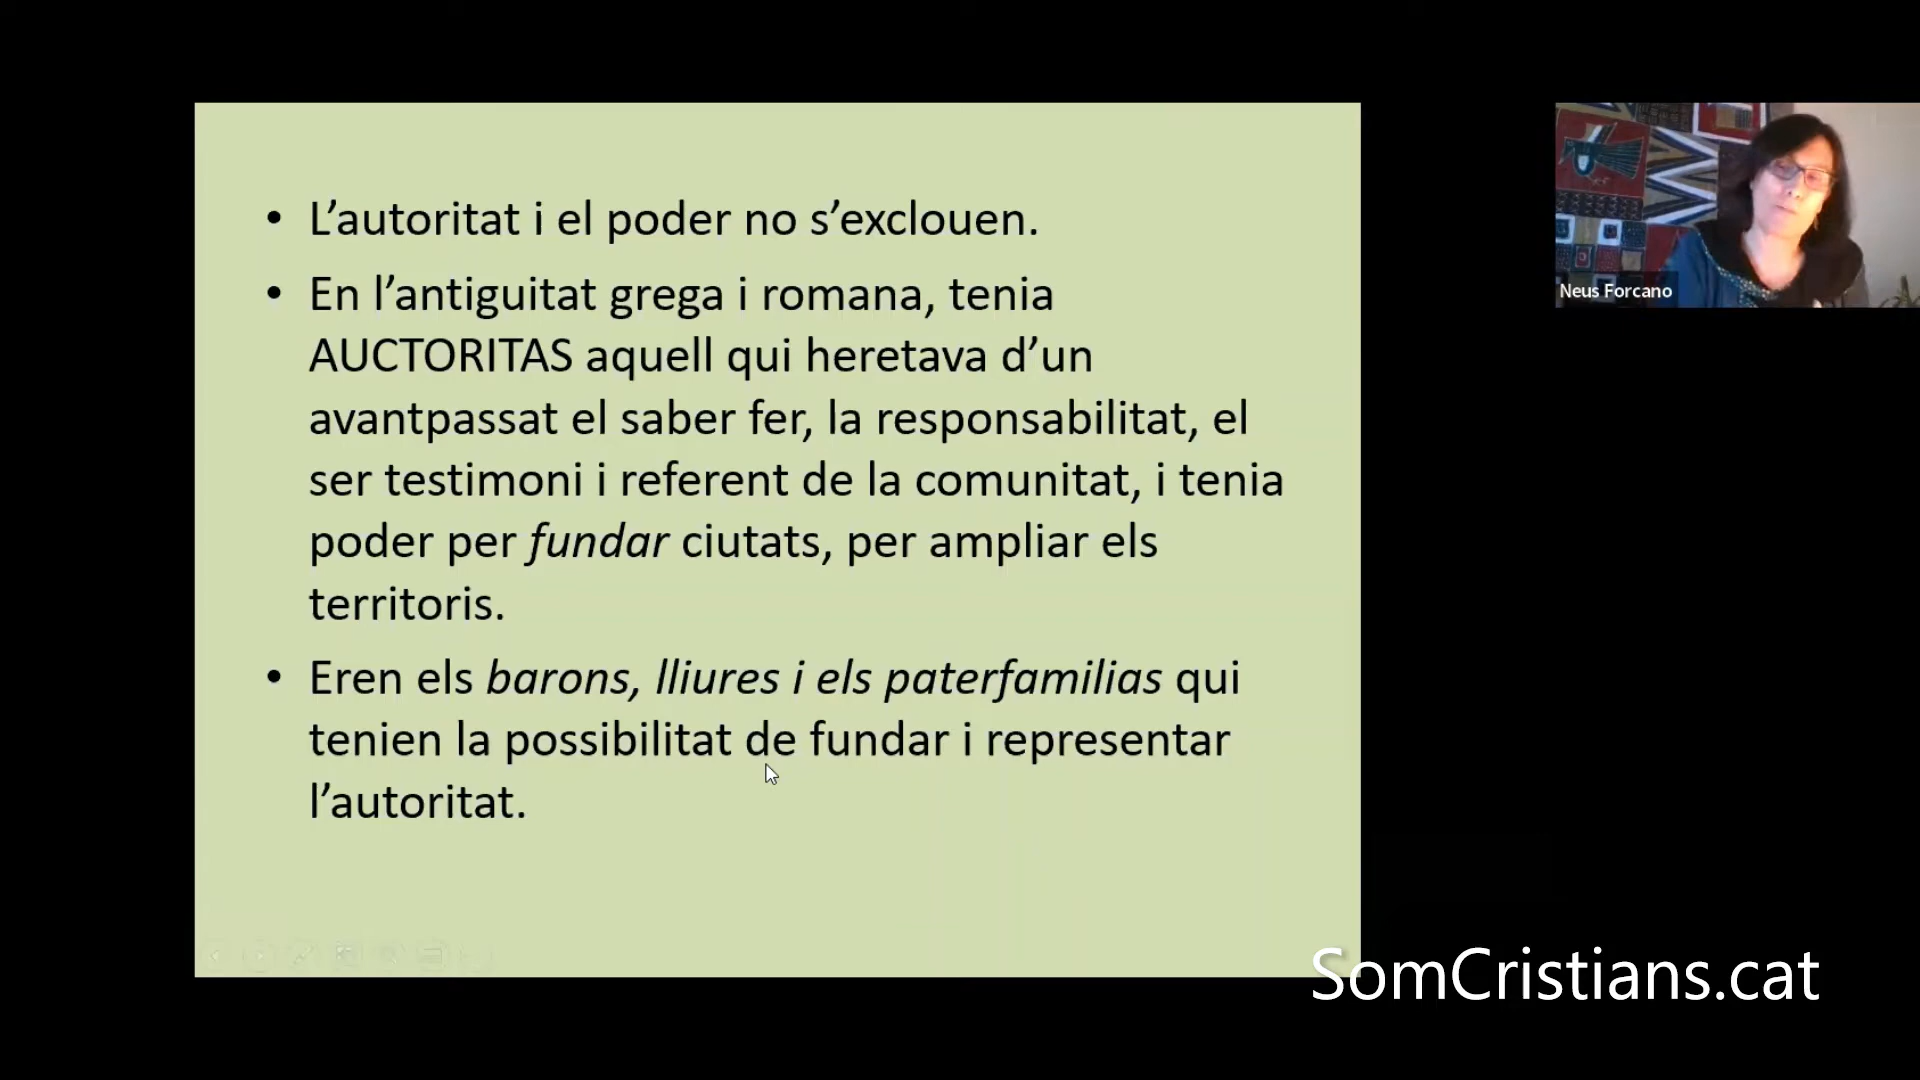 • L’autoritat i el poder no s’exclouen.
• En l’antiguitat grega i romana, tenia
AUCTORITAS aquell qui heretava d’un
avantpassat el saber fer, la responsabilitat, el
ser testimoni i referent de la comunitat, i tenia
poder per fundar ciutats, per ampliar els
territoris.
• Eren els barons, lliures i els paterfamilias qui
tenien la possibilitat de fundar i representar
l’autoritat.
Neus Forcano
SomCristians.cat